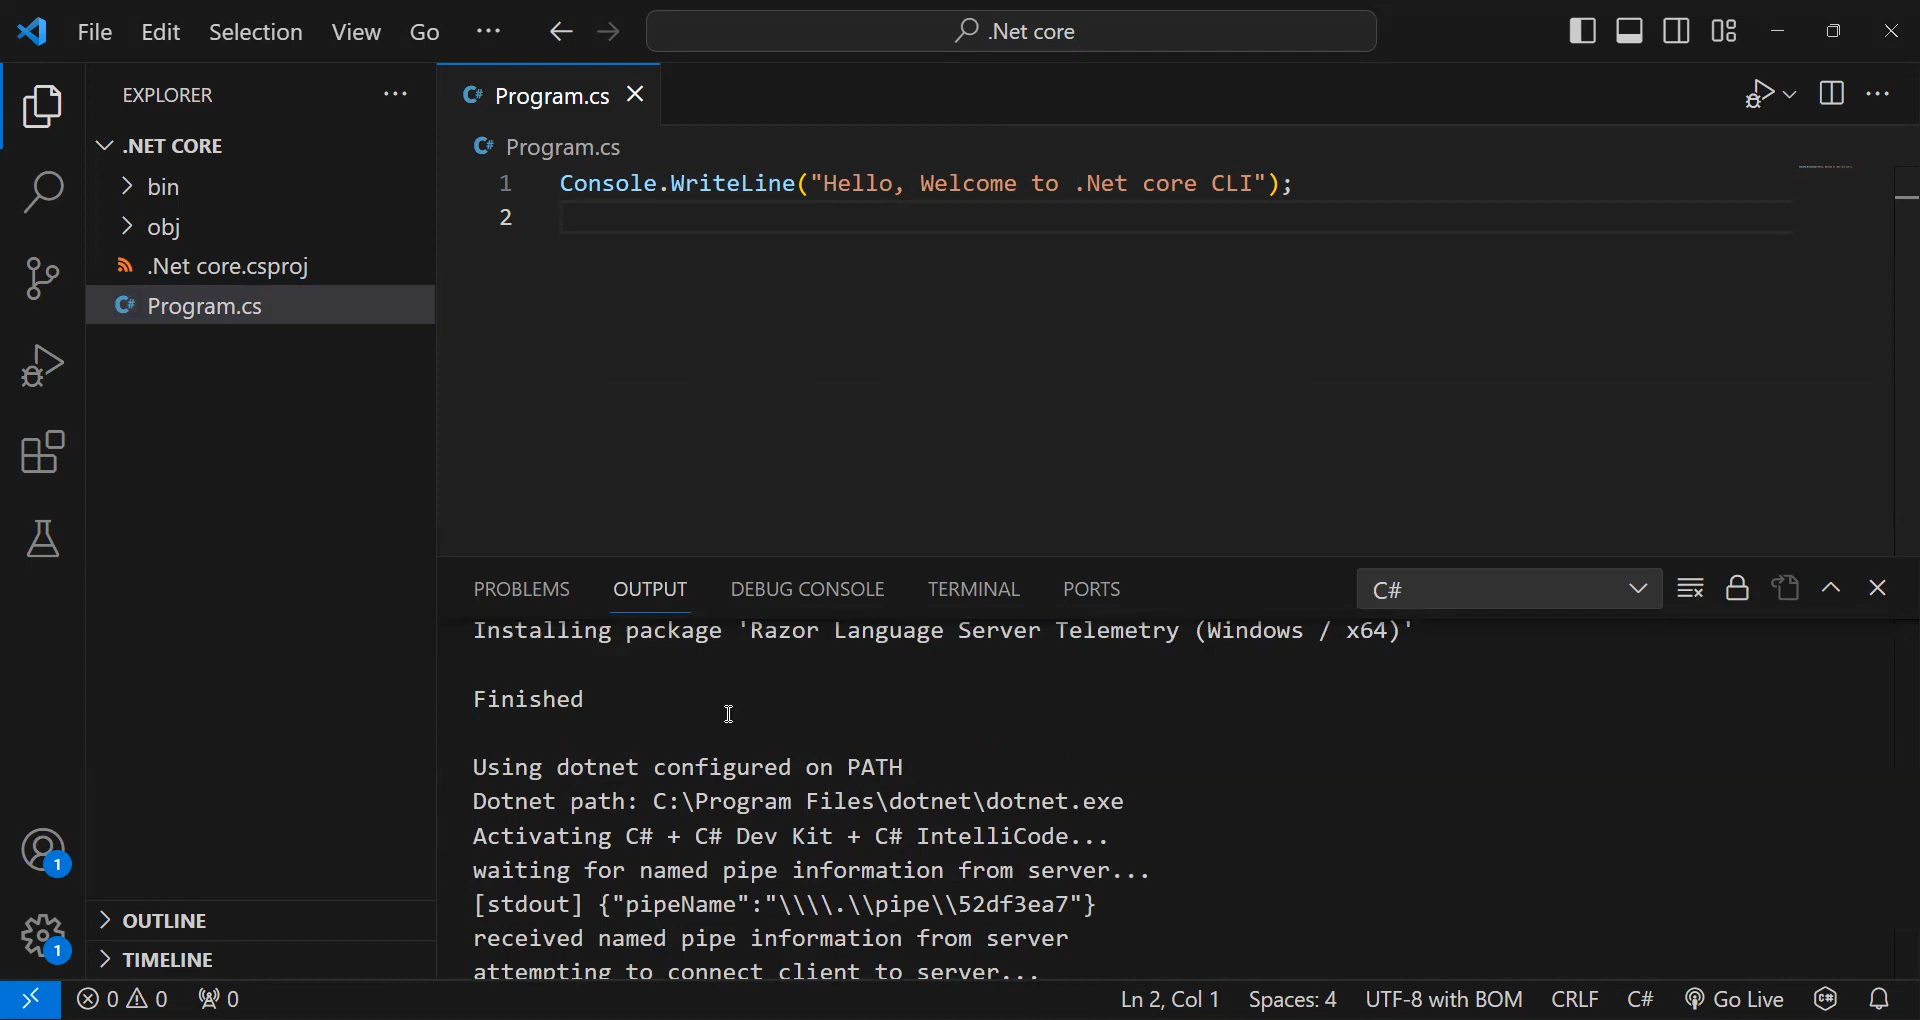 File Edit Selection View Go ··· .Net core
EXPLORER ···
.NET CORE
bin
obj
.Net core.csproj
C# Program.cs
OUTLINE
TIMELINE
1
1
C# Program.cs
C# Program.cs
1 Console.WriteLine("Hello, Welcome to .Net core CLI");
2
PROBLEMS OUTPUT DEBUG CONSOLE TERMINAL PORTS C#
Installing package 'Razor Language Server Telemetry (Windows / x64)'
Finished
Using dotnet configured on PATH
Dotnet path: C:\Program Files\dotnet\dotnet.exe
Activating C# + C# Dev Kit + C# IntelliCode...
waiting for named pipe information from server...
[stdout] {"pipeName":"\\\\.\\pipe\\52df3ea7"}
received named pipe information from server
attempting to connect client to server...
0 0 0 Ln 2, Col 1 Spaces: 4 UTF-8 with BOM CRLF C# Go Live